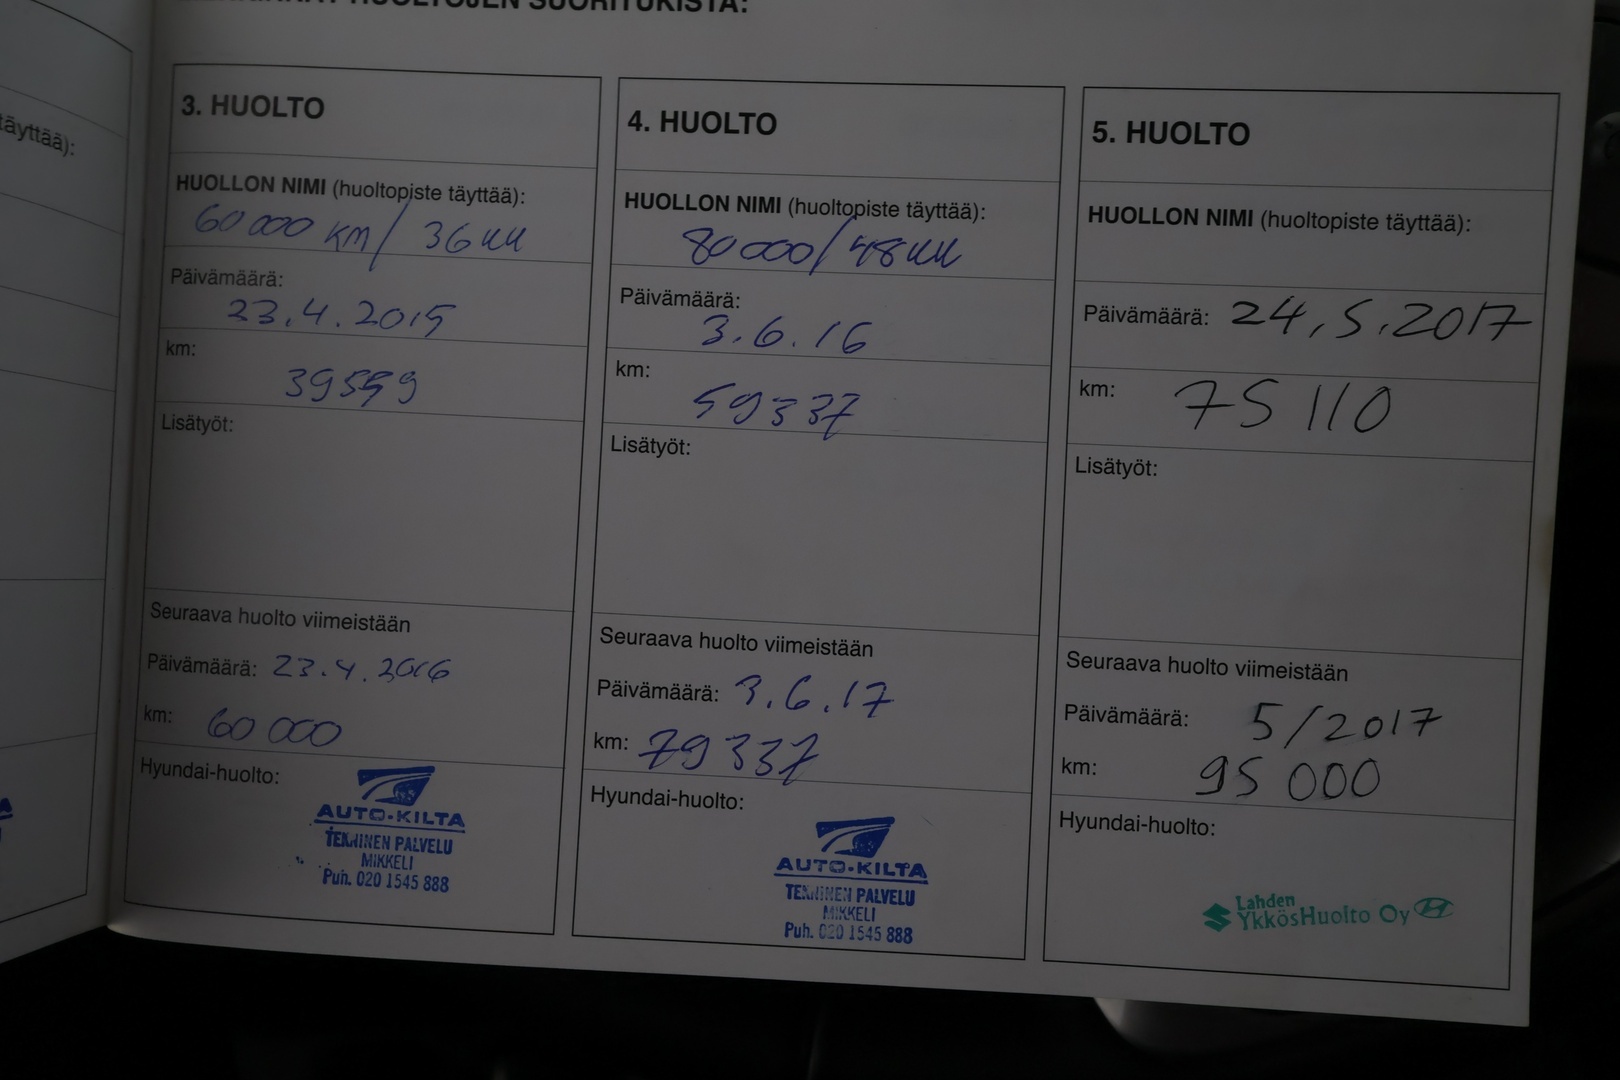 HUOLTOJEN SUORITUKISTA:
täyttää):
3. HUOLTO
HUOLLON NIMI (huoltopiste täyttää):
60 000 KM / 36 KK
Päivämäärä:
23.4.2015
km:
39559
Lisätyöt:
Seuraava huolto viimeistään
Päivämäärä: 23.4.2016
km: 60 000
Hyundai-huolto:
AUTO-KILTA
TEKNINEN PALVELU
MIKKELI
Puh. 020 1545 888
4. HUOLTO
HUOLLON NIMI (huoltopiste täyttää):
80 000 / 48 KK
Päivämäärä:
3.6.16
km:
59337
Lisätyöt:
Seuraava huolto viimeistään
Päivämäärä: 3.6.17
km: 79337
Hyundai-huolto:
AUTO-KILTA
TEKNINEN PALVELU
MIKKELI
Puh. 020 1545 888
5. HUOLTO
HUOLLON NIMI (huoltopiste täyttää):
Päivämäärä: 24.5.2017
km: 75 110
Lisätyöt:
Seuraava huolto viimeistään
Päivämäärä: 5/2017
km: 95 000
Hyundai-huolto:
Lahden
YkkösHuolto Oy